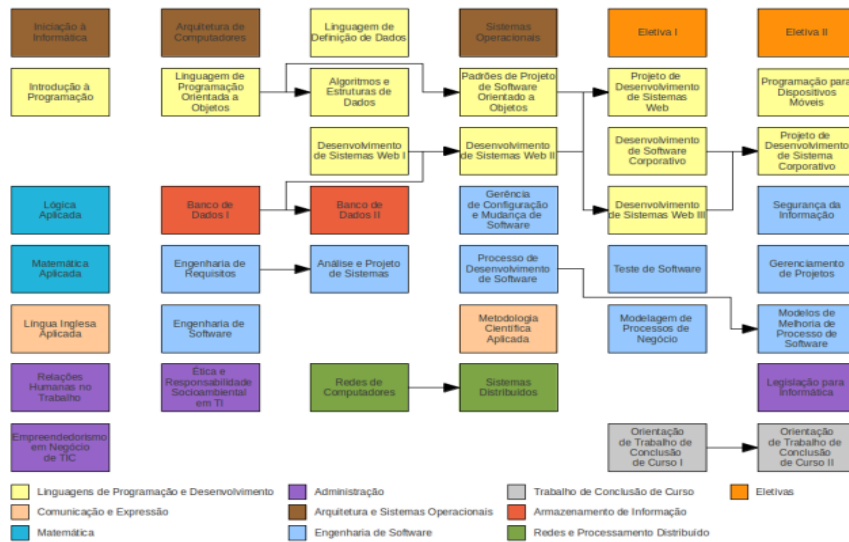 Iniciação à
Informática
Arquitetura de
Computadores
Linguagem de
Definição de Dados
Sistemas
Operacionais
Eletiva I
Eletiva II
Introdução à
Programação
Linguagem de
Programação
Orientada a
Objetos
Algoritmos e
Estruturas de
Dados
Padrões de Projeto
de Software
Orientado a
Objetos
Projeto de
Desenvolvimento
de Sistemas
Web
Programação para
Dispositivos
Móveis
Desenvolvimento
de Sistemas Web I
Desenvolvimento
de Sistemas Web II
Desenvolvimento
de Software
Corporativo
Projeto de
Desenvolvimento
de Sistema
Corporativo
Lógica
Aplicada
Banco de
Dados I
Banco de
Dados II
Gerência
de Configuração
e Mudança de
Software
Desenvolvimento
de Sistemas Web III
Segurança da
Informação
Matemática
Aplicada
Engenharia de
Requisitos
Análise e Projeto
de Sistemas
Processo de
Desenvolvimento
de Software
Teste de Software
Gerenciamento
de Projetos
Língua Inglesa
Aplicada
Engenharia de
Software
Metodologia
Científica
Aplicada
Modelagem de
Processos de
Negócio
Modelos de
Melhoria de
Processo de
Software
Relações
Humanas no
Trabalho
Ética e
Responsabilidade
Socioambiental
em TI
Redes de
Computadores
Sistemas
Distribuídos
Legislação para
Informática
Empreendedorismo
em Negócio
de TIC
Orientação
de Trabalho de
Conclusão
de Curso I
Orientação
de Trabalho de
Conclusão
de Curso II
Linguagens de Programação e Desenvolvimento
Administração
Trabalho de Conclusão de Curso
Eletivas
Comunicação e Expressão
Arquitetura e Sistemas Operacionais
Armazenamento de Informação
Matemática
Engenharia de Software
Redes e Processamento Distribuído